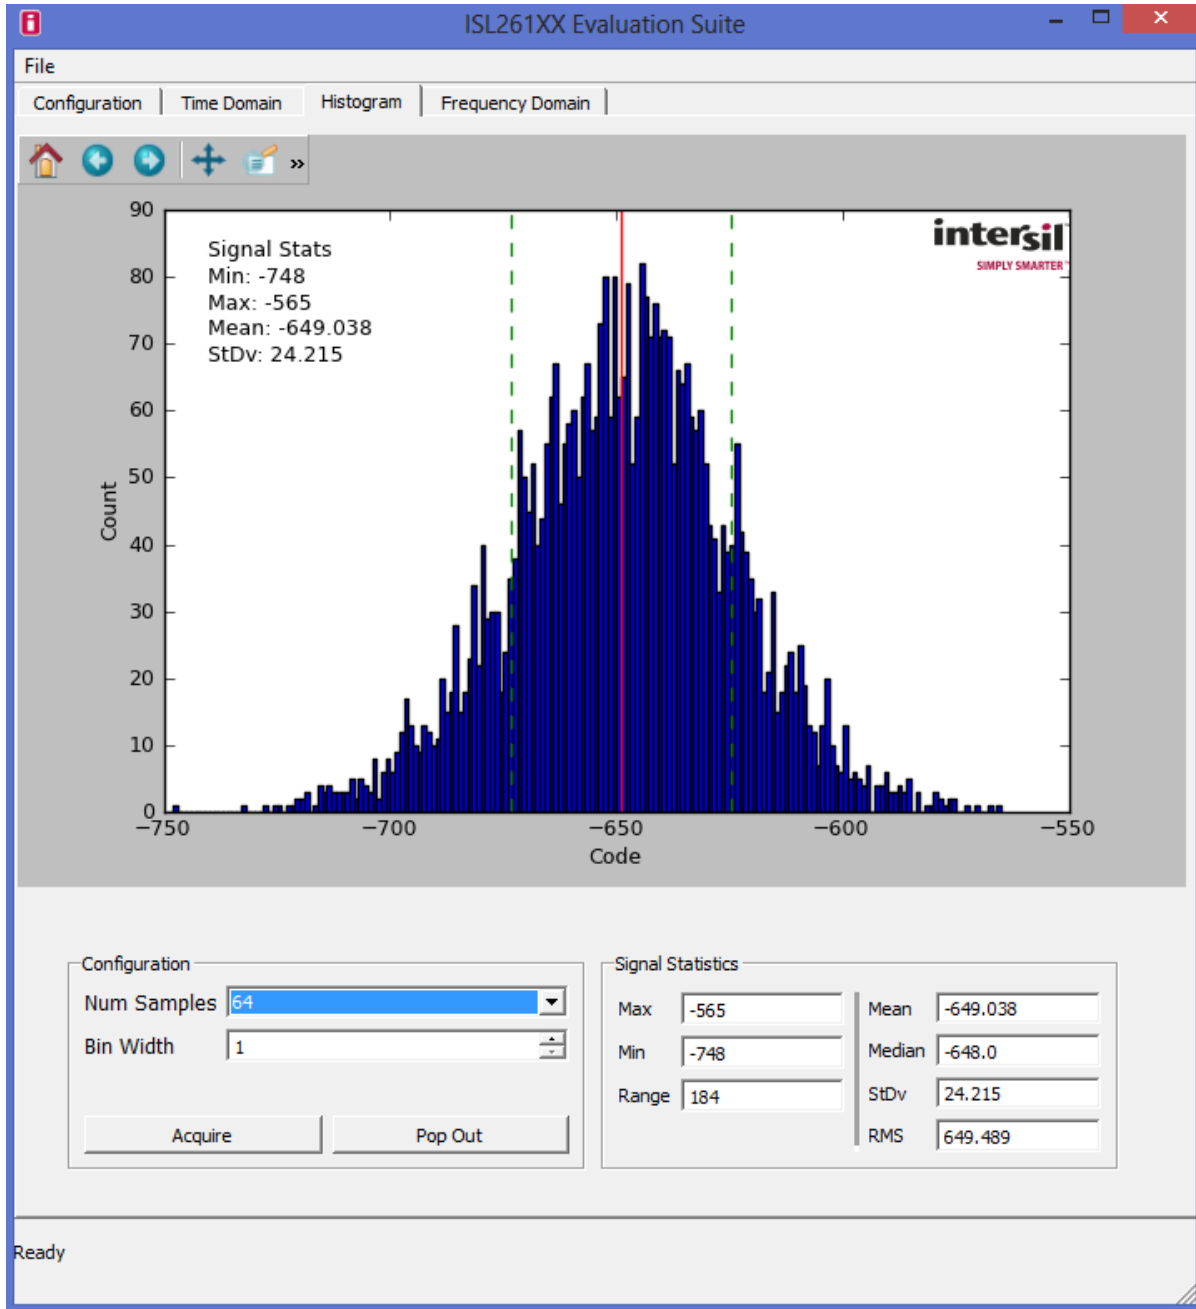 ISL261XX Evaluation Suite
File
Configuration Time Domain Histogram Frequency Domain
»
intersil
SIMPLY SMARTER™
Signal Stats
Min: -748
Max: -565
Mean: -649.038
StDv: 24.215
90
80
70
60
50
40
30
20
10
0
Count
−750 −700 −650 −600 −550
Code
Configuration
Num Samples 64
Bin Width 1
Acquire Pop Out
Signal Statistics
Max -565
Min -748
Range 184
Mean -649.038
Median -648.0
StDv 24.215
RMS 649.489
Ready